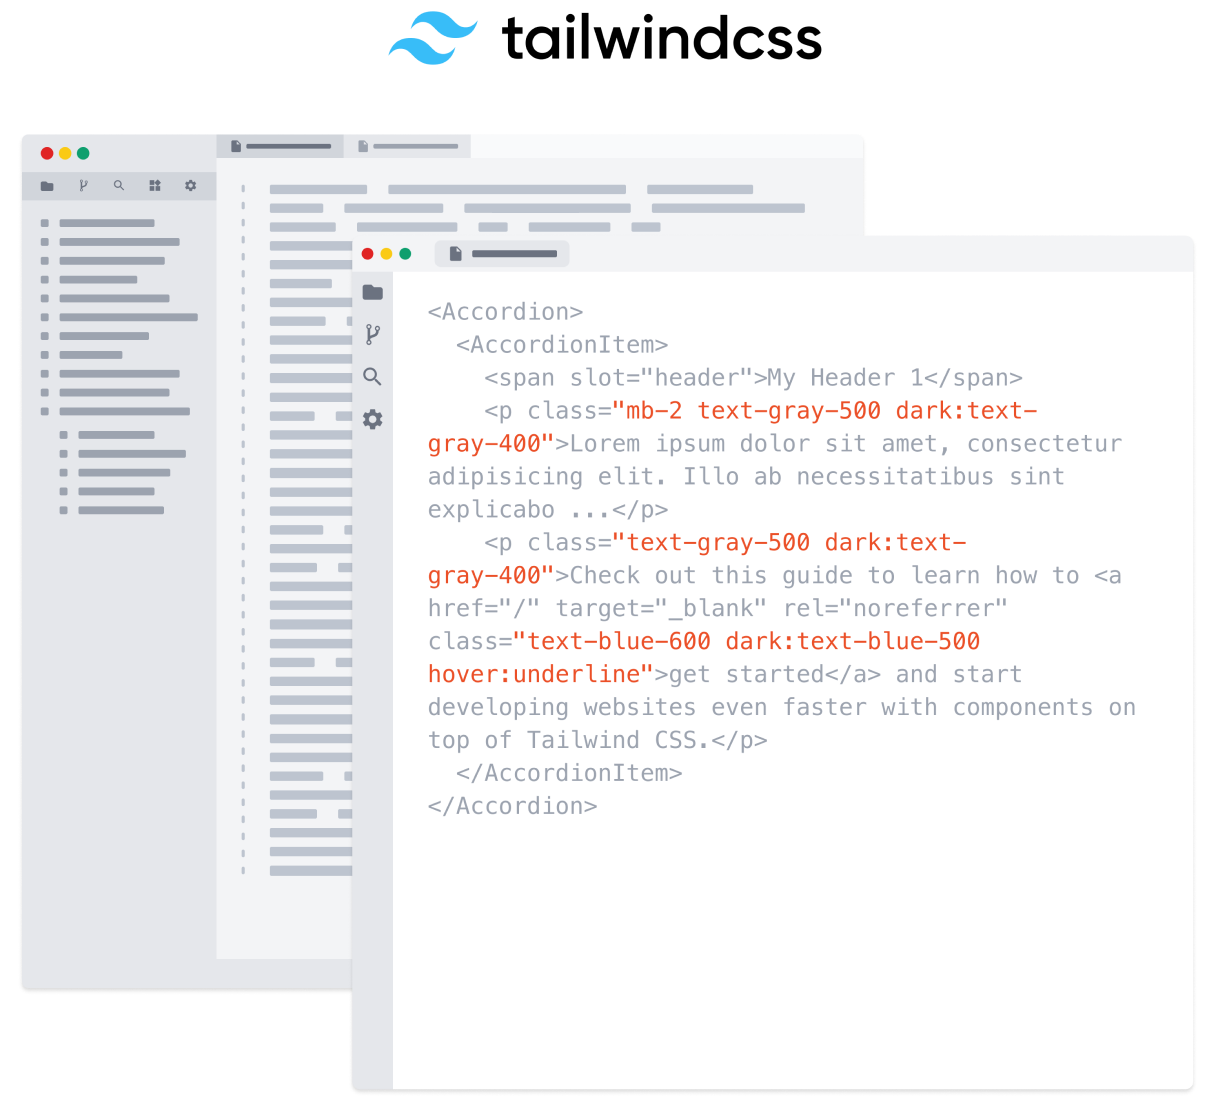 tailwindcss
<Accordion>
<AccordionItem>
<span slot="header">My Header 1</span>
<p class="mb-2 text-gray-500 dark:text-
gray-400">Lorem ipsum dolor sit amet, consectetur
adipisicing elit. Illo ab necessitatibus sint
explicabo ...</p>
<p class="text-gray-500 dark:text-
gray-400">Check out this guide to learn how to <a
href="/" target="_blank" rel="noreferrer"
class="text-blue-600 dark:text-blue-500
hover:underline">get started</a> and start
developing websites even faster with components on
top of Tailwind CSS.</p>
</AccordionItem>
</Accordion>